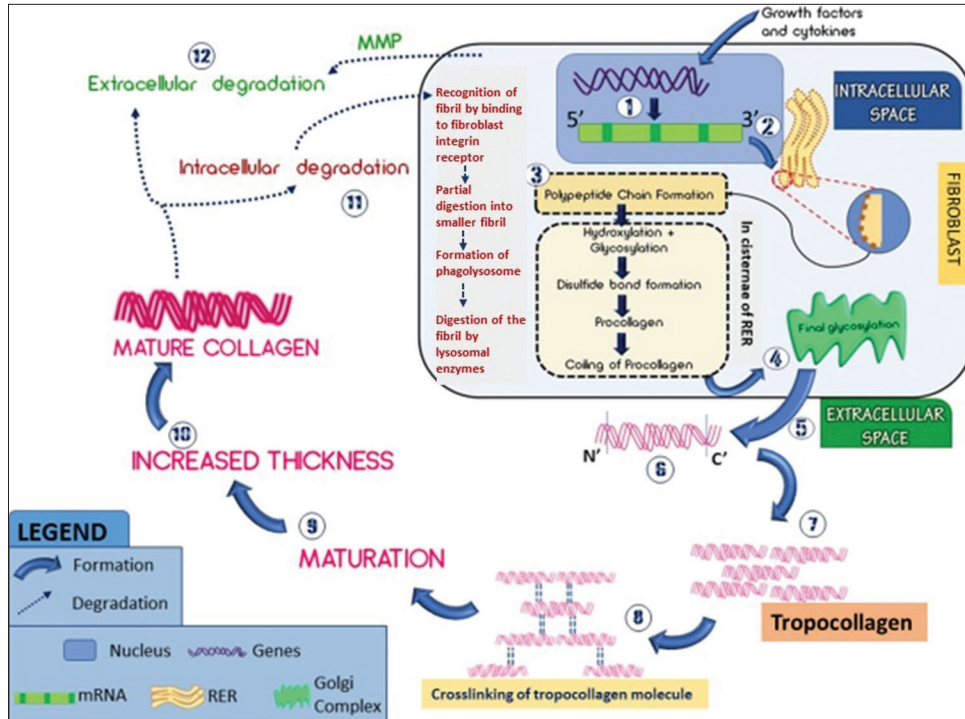 Growth factors
and cytokines
12
MMP
Extracellular degradation
Intracellular degradation
11
Recognition of
fibril by binding
to fibroblast
integrin
receptor
Partial
digestion into
smaller fibril
Formation of
phagolysosome
Digestion of the
fibril by
lysosomal
enzymes
1
5’
3’
2
INTRACELLULAR
SPACE
FIBROBLAST
3
Polypeptide Chain Formation
Hydroxylation +
Glycosylation
Disulfide bond formation
Procollagen
Coiling of Procollagen
In cisternae of RER
Final glycosylation
4
5
EXTRACELLULAR
SPACE
N’
C’
6
7
Tropocollagen
8
Crosslinking of tropocollagen molecule
MATURATION
9
INCREASED THICKNESS
10
MATURE COLLAGEN
LEGEND
Formation
Degradation
Nucleus
Genes
mRNA
RER
Golgi
Complex